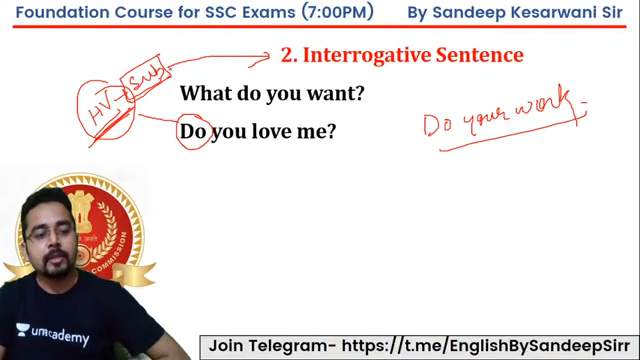 Foundation Course for SSC Exams (7:00PM) By Sandeep Kesarwani Sir
2. Interrogative Sentence
HV - Sub
What do you want?
Do your work.
Do you love me?
COMMISSION
unacademy
Join Telegram- https://t.me/EnglishBySandeepSirr